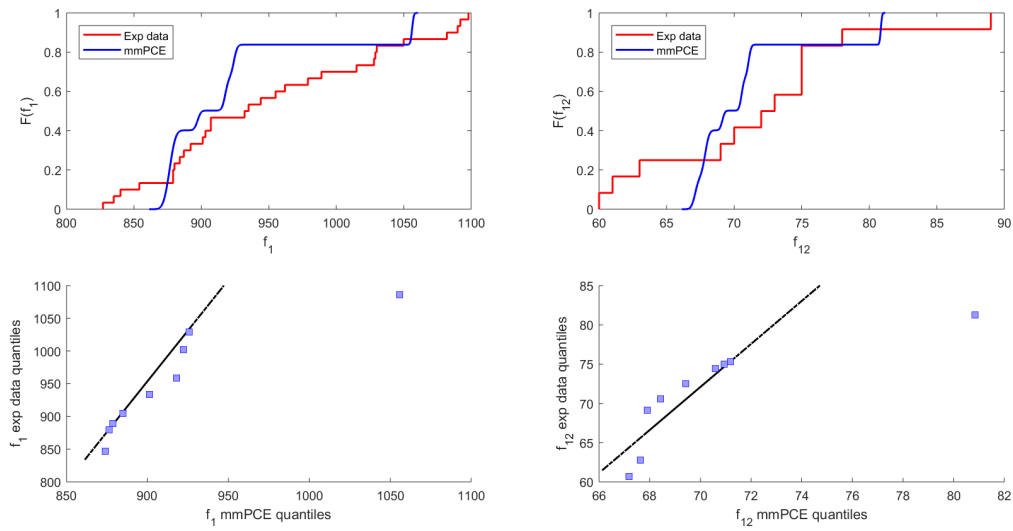 1
0.8
0.6
0.4
0.2
0
F(f1)
Exp data
mmPCE
800 850 900 950 1000 1050 1100
f1
1
0.8
0.6
0.4
0.2
0
F(f12)
Exp data
mmPCE
60 65 70 75 80 85 90
f12
1100
1050
1000
950
900
850
800
f1 exp data quantiles
850 900 950 1000 1050 1100
f1 mmPCE quantiles
85
80
75
70
65
60
f12 exp data quantiles
66 68 70 72 74 76 78 80 82
f12 mmPCE quantiles